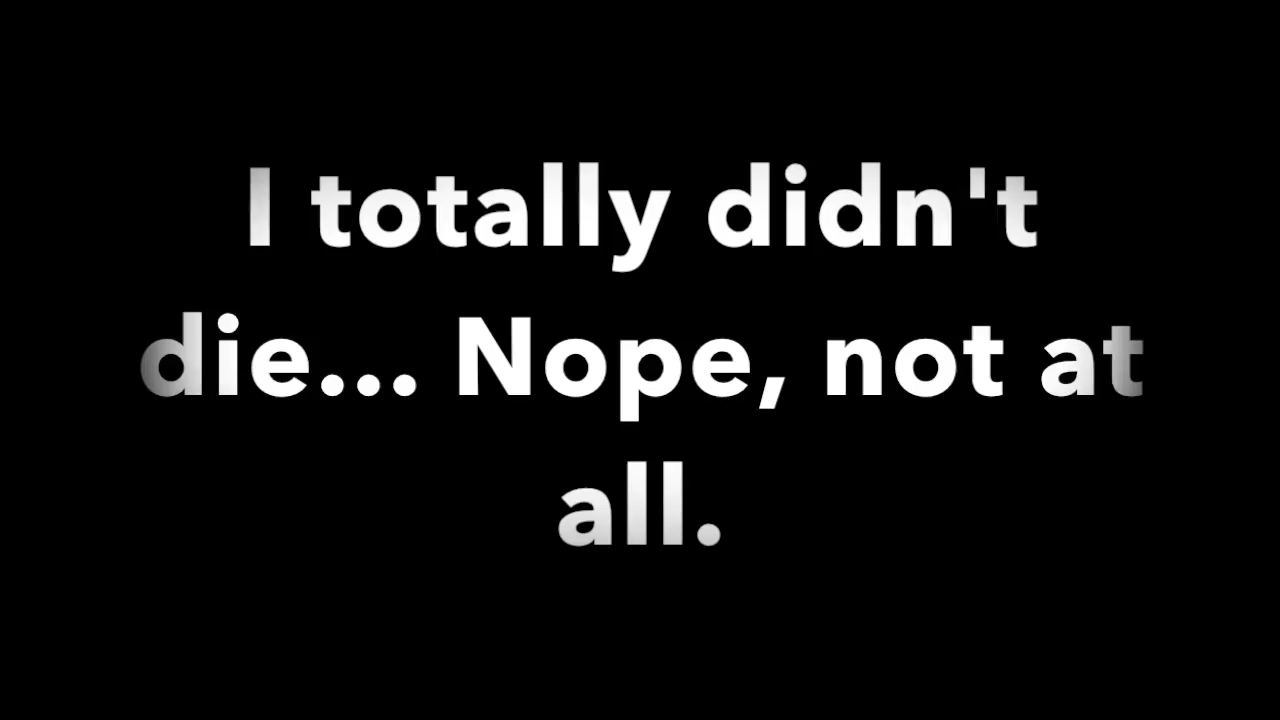 I totally didn't
die... Nope, not at
all.